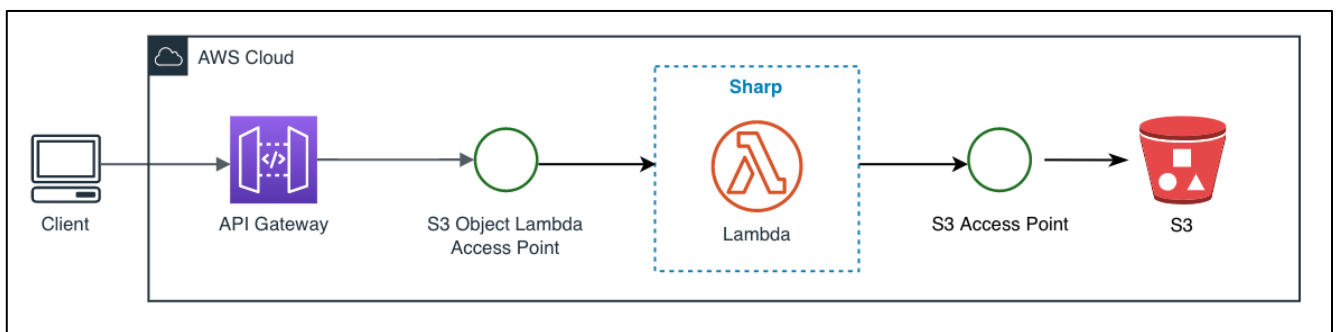 AWS Cloud
Sharp
</>
Client
API Gateway
S3 Object Lambda
Access Point
Lambda
S3 Access Point
S3